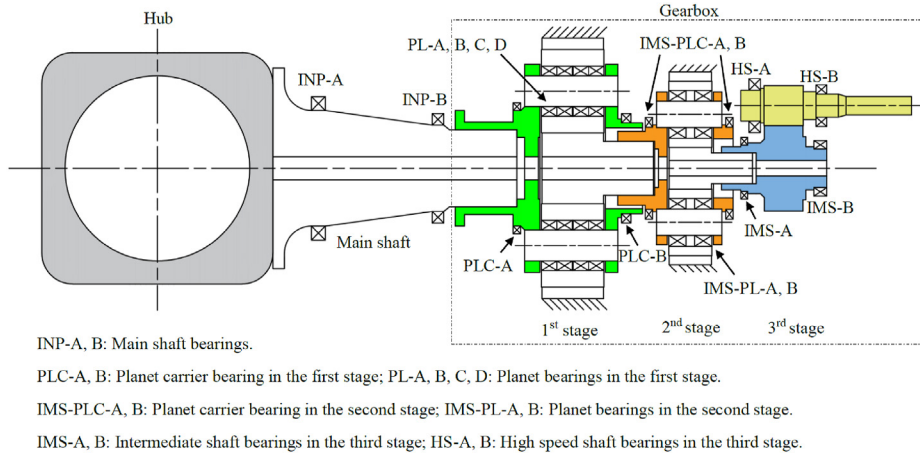 Hub
Gearbox
PL-A, B, C, D
IMS-PLC-A, B
INP-A
HS-A
HS-B
INP-B
Main shaft
PLC-A
PLC-B
IMS-A
IMS-B
IMS-PL-A, B
1st stage
2nd stage
3rd stage
INP-A, B: Main shaft bearings.
PLC-A, B: Planet carrier bearing in the first stage; PL-A, B, C, D: Planet bearings in the first stage.
IMS-PLC-A, B: Planet carrier bearing in the second stage; IMS-PL-A, B: Planet bearings in the second stage.
IMS-A, B: Intermediate shaft bearings in the third stage; HS-A, B: High speed shaft bearings in the third stage.